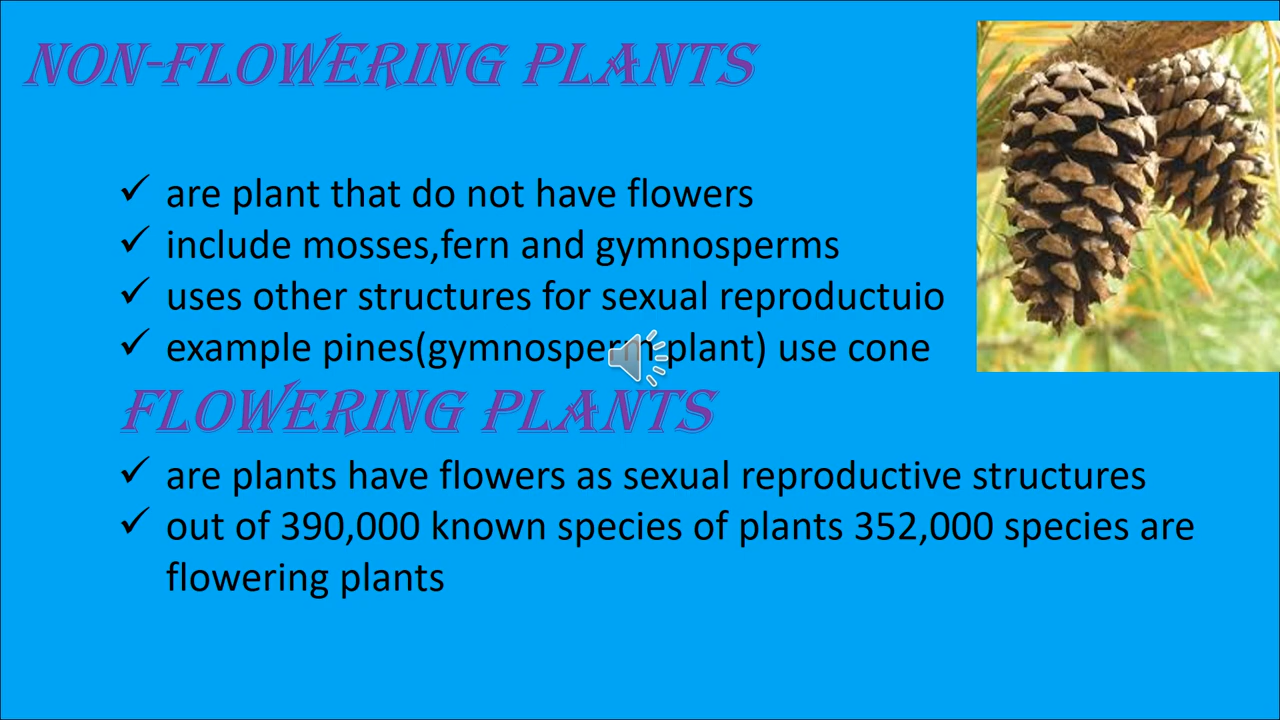 NON-FLOWERING PLANTS
✓ are plant that do not have flowers
✓ include mosses,fern and gymnosperms
✓ uses other structures for sexual reproductuio
✓ example pines(gymnosperm plant) use cone
FLOWERING PLANTS
✓ are plants have flowers as sexual reproductive structures
✓ out of 390,000 known species of plants 352,000 species are
flowering plants